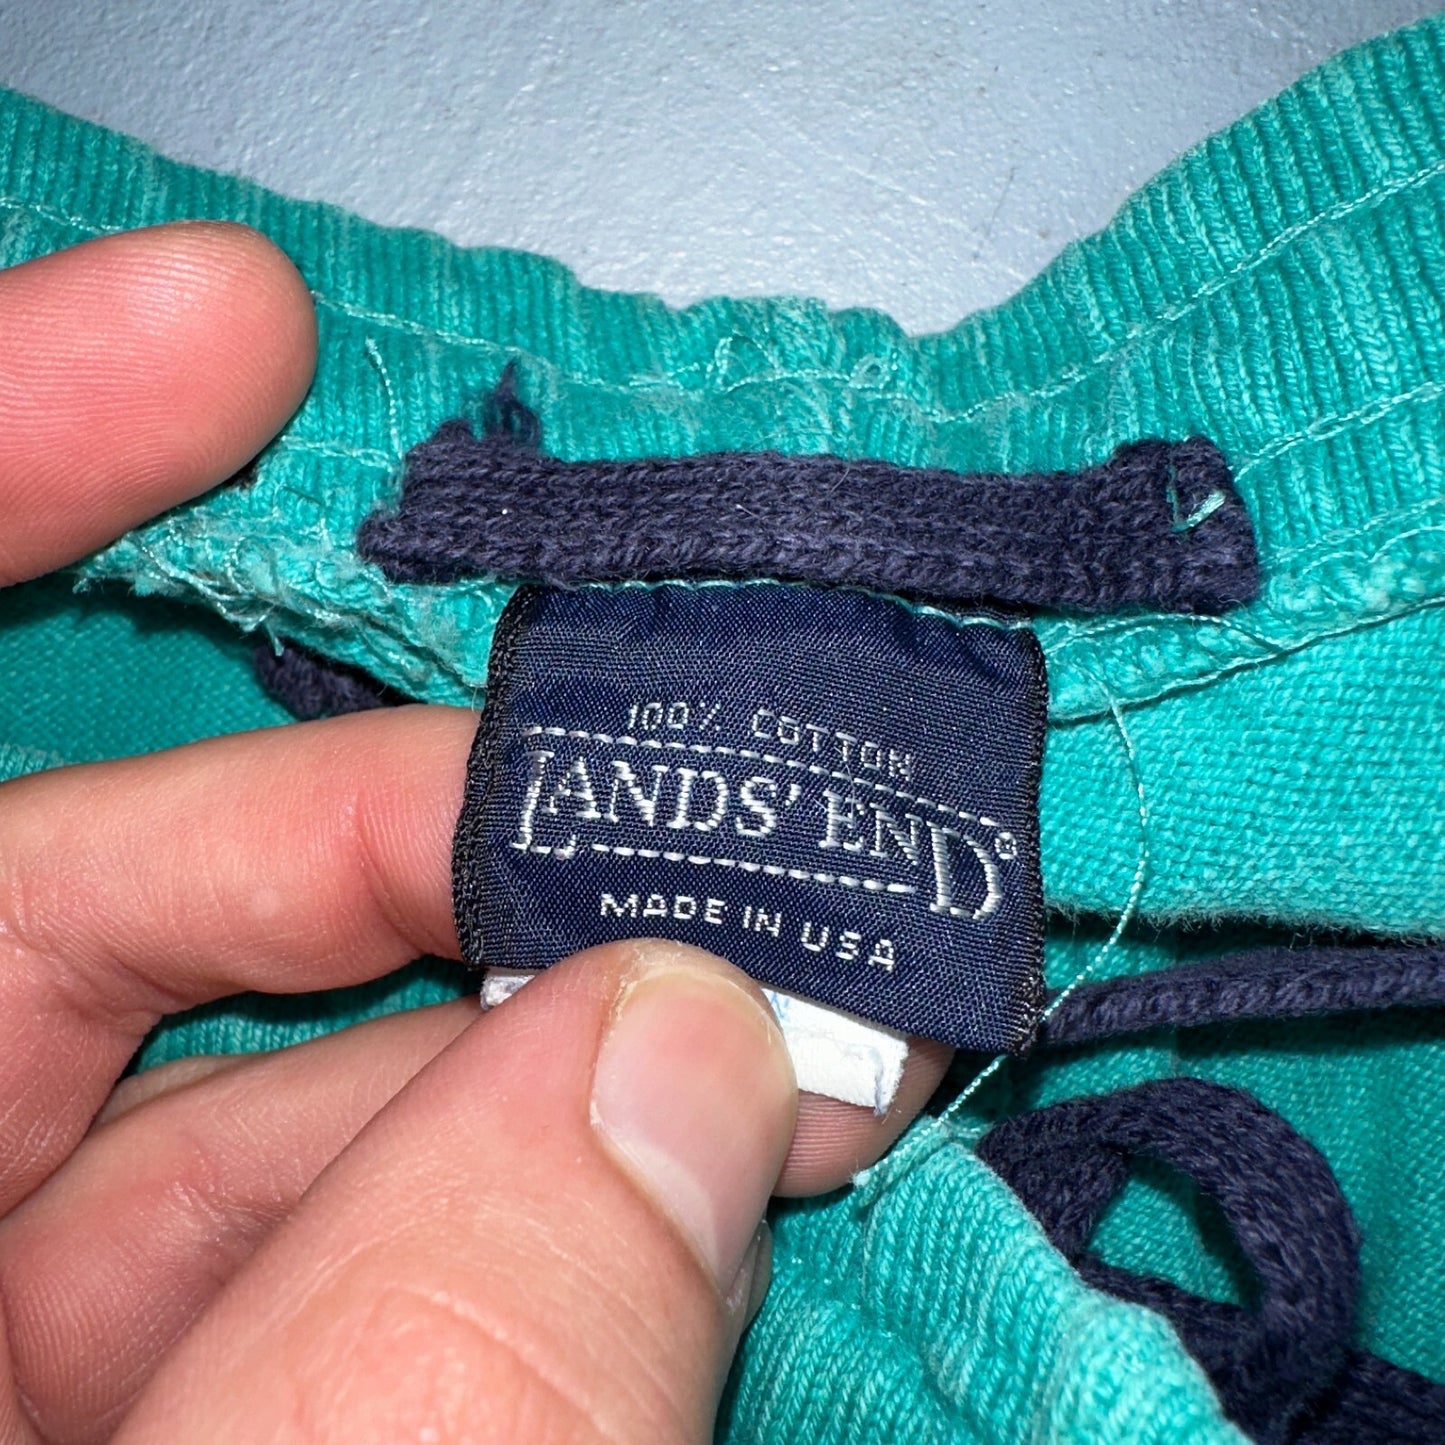 100% COTTON
LANDS' END®
MADE IN USA